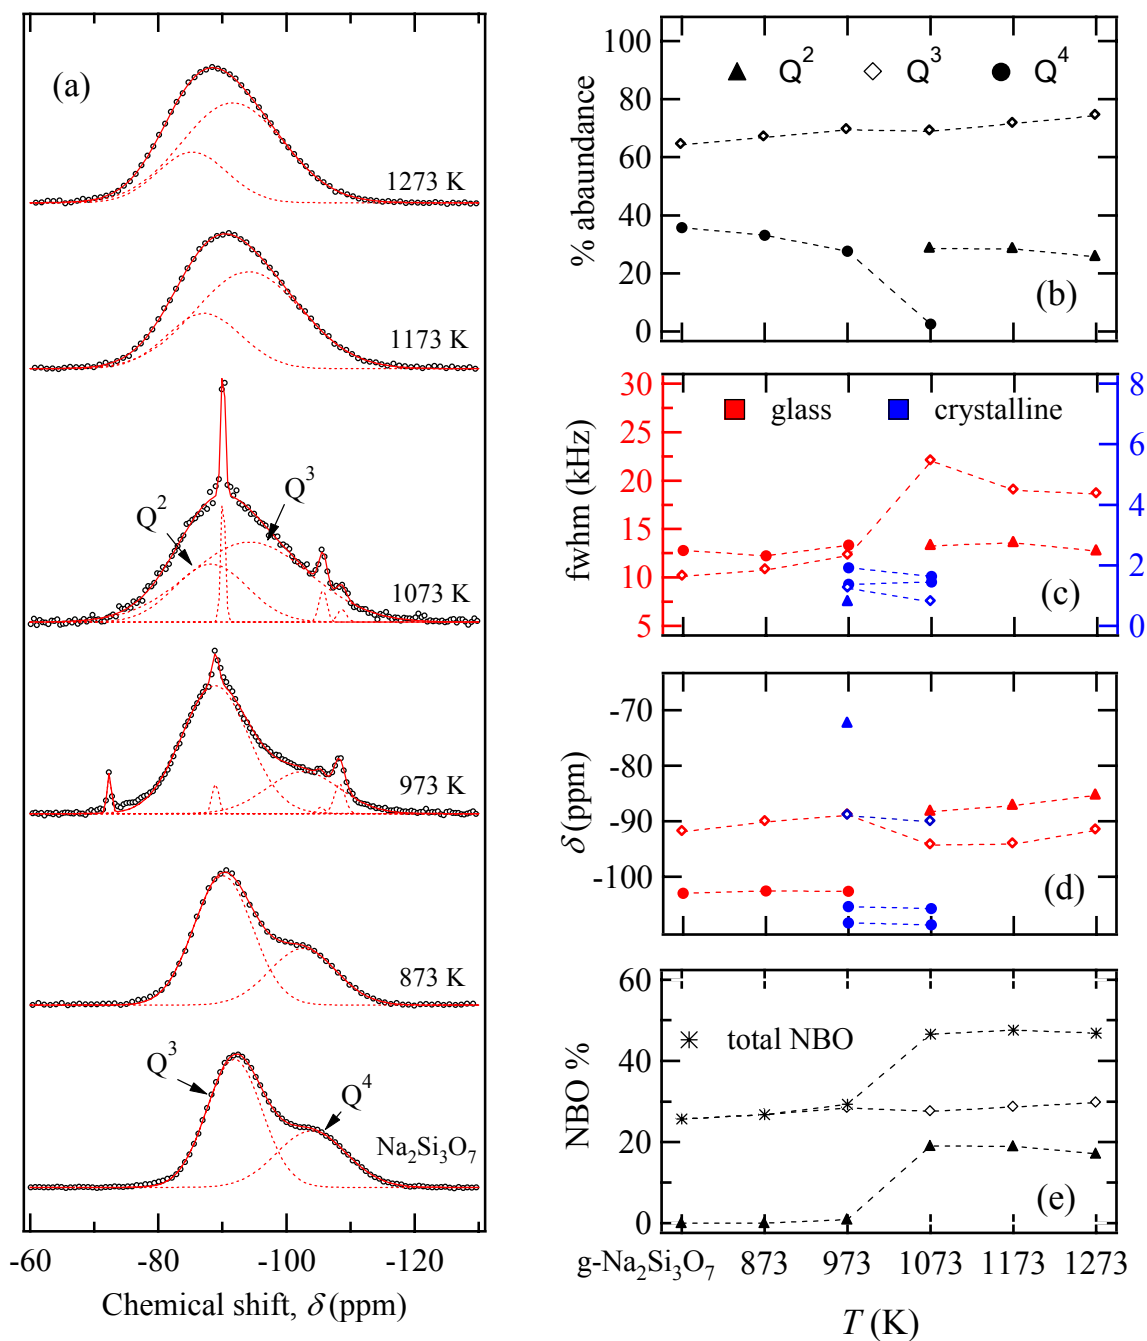 (a)
1273 K
1173 K
Q²
Q³
1073 K
973 K
873 K
Q³
Q⁴
Na₂Si₃O₇
-60
-80
-100
-120
Chemical shift, δ (ppm)
100
80
60
40
20
0
% abaundance
Q²
Q³
Q⁴
(b)
30
25
20
15
10
5
fwhm (kHz)
glass
crystalline
8
6
4
2
0
(c)
-70
-80
-90
-100
δ (ppm)
(d)
60
40
20
0
NBO %
total NBO
(e)
g-Na₂Si₃O₇
873
973
1073
1173
1273
T (K)